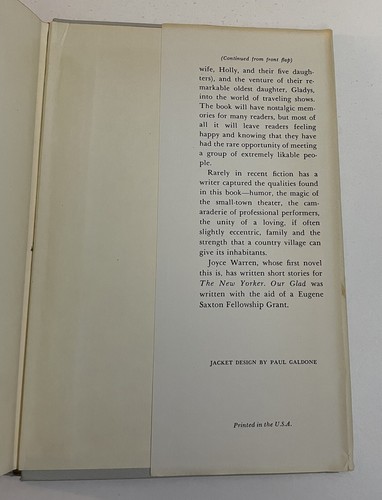 (Continued from front flap)
wife, Holly, and their five daugh-
ters), and the venture of their re-
markable oldest daughter, Gladys,
into the world of traveling shows.
The book will have nostalgic mem-
ories for many readers, but most of
all it will leave readers feeling
happy and knowing that they have
had the rare opportunity of meeting
a group of extremely likable peo-
ple.
Rarely in recent fiction has a
writer captured the qualities found
in this book—humor, the magic of
the small-town theater, the cam-
araderie of professional performers,
the unity of a loving, if often
slightly eccentric, family and the
strength that a country village can
give its inhabitants.
Joyce Warren, whose first novel
this is, has written short stories for
The New Yorker. Our Glad was
written with the aid of a Eugene
Saxton Fellowship Grant.
JACKET DESIGN BY PAUL GALDONE
Printed in the U.S.A.